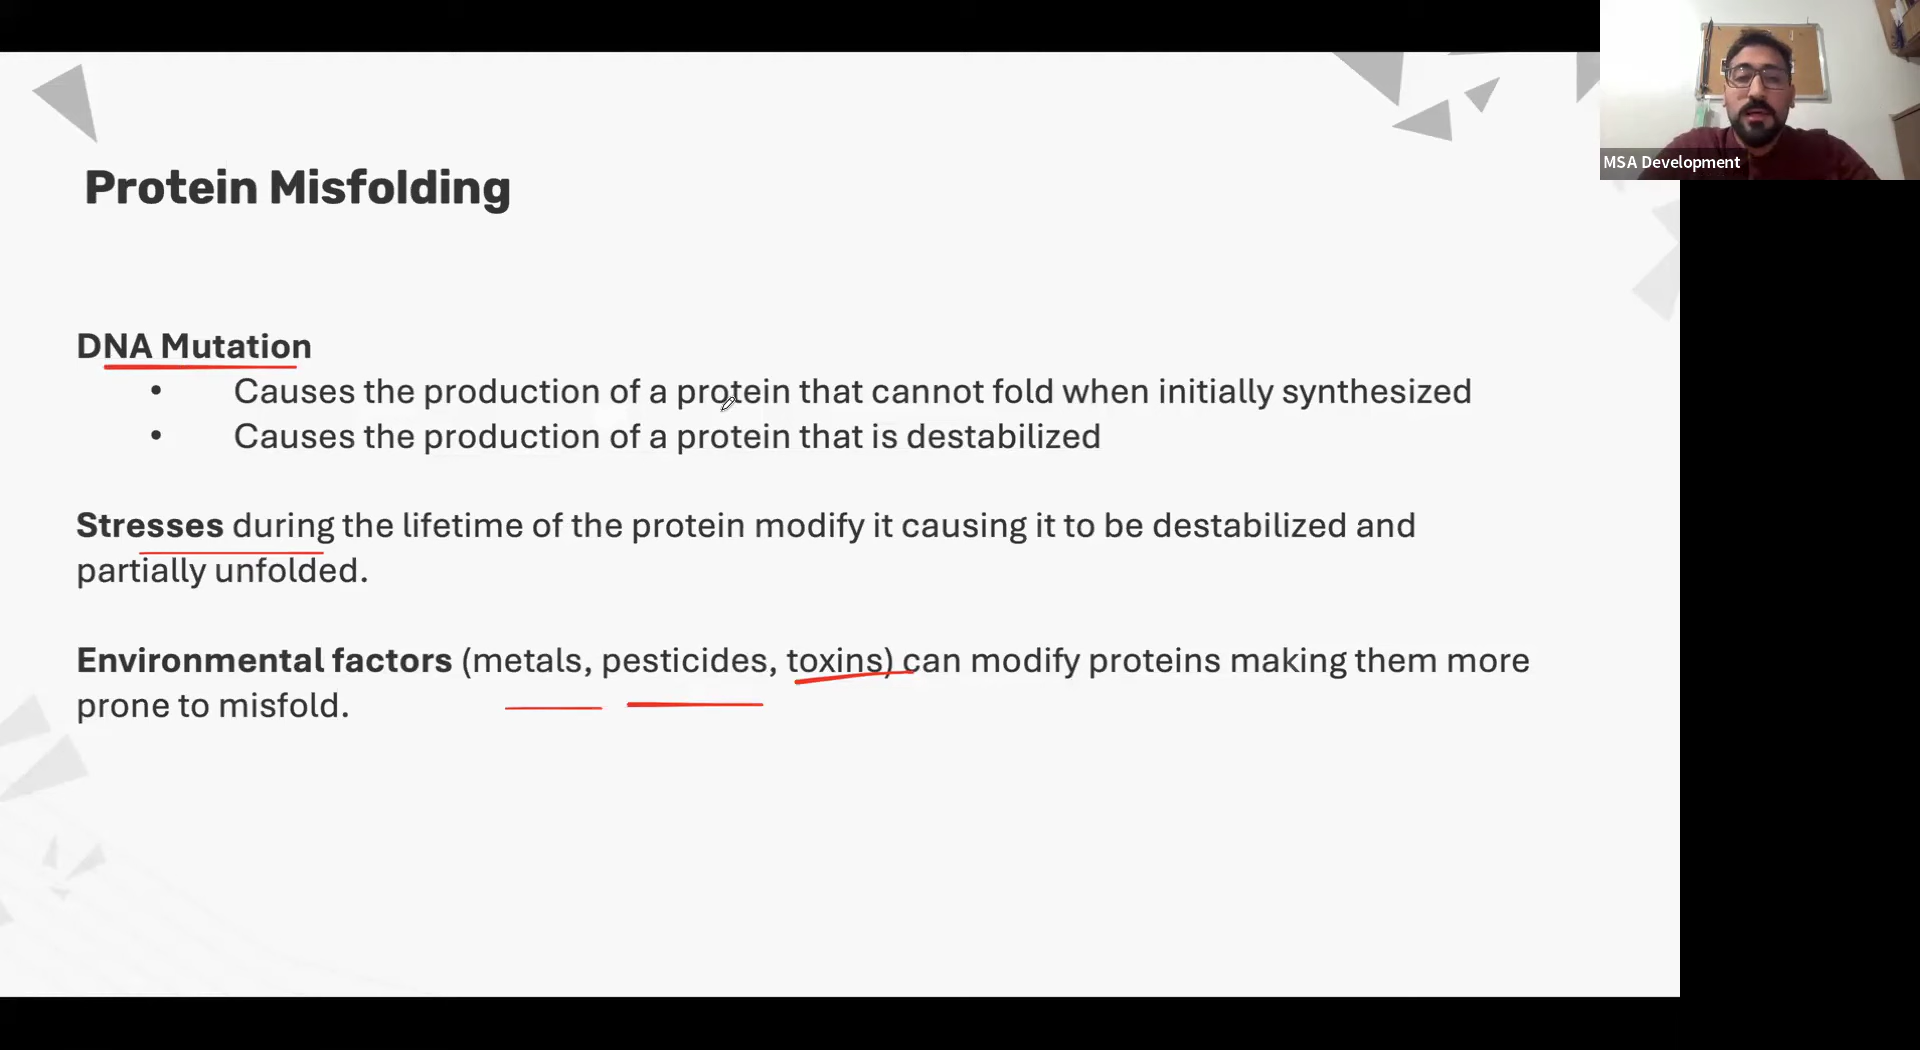 MSA Development
Protein Misfolding
DNA Mutation
• Causes the production of a protein that cannot fold when initially synthesized
• Causes the production of a protein that is destabilized
Stresses during the lifetime of the protein modify it causing it to be destabilized and
partially unfolded.
Environmental factors (metals, pesticides, toxins) can modify proteins making them more
prone to misfold.